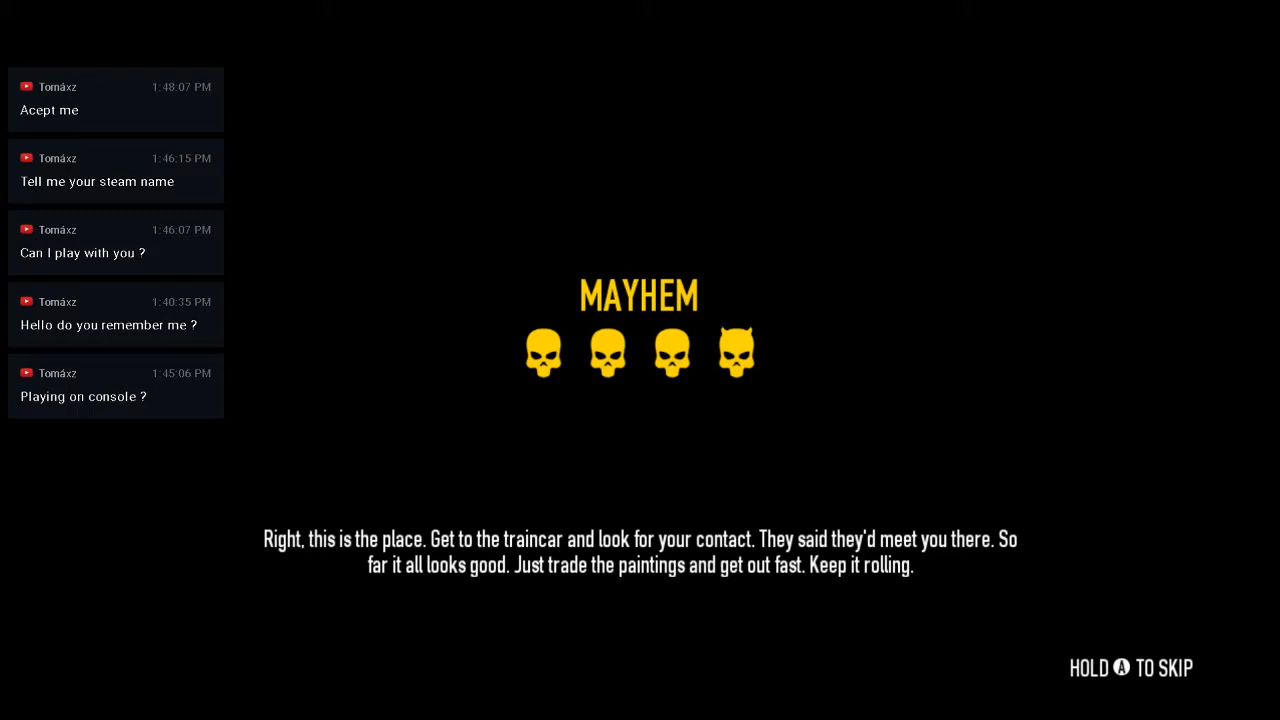 Tomáxz 1:48:07 PM
Acept me
Tomáxz 1:46:15 PM
Tell me your steam name
Tomáxz 1:46:07 PM
Can I play with you ?
Tomáxz 1:40:35 PM
Hello do you remember me ?
Tomáxz 1:45:06 PM
Playing on console ?
MAYHEM
Right, this is the place. Get to the traincar and look for your contact. They said they'd meet you there. So
far it all looks good. Just trade the paintings and get out fast. Keep it rolling.
HOLD A TO SKIP